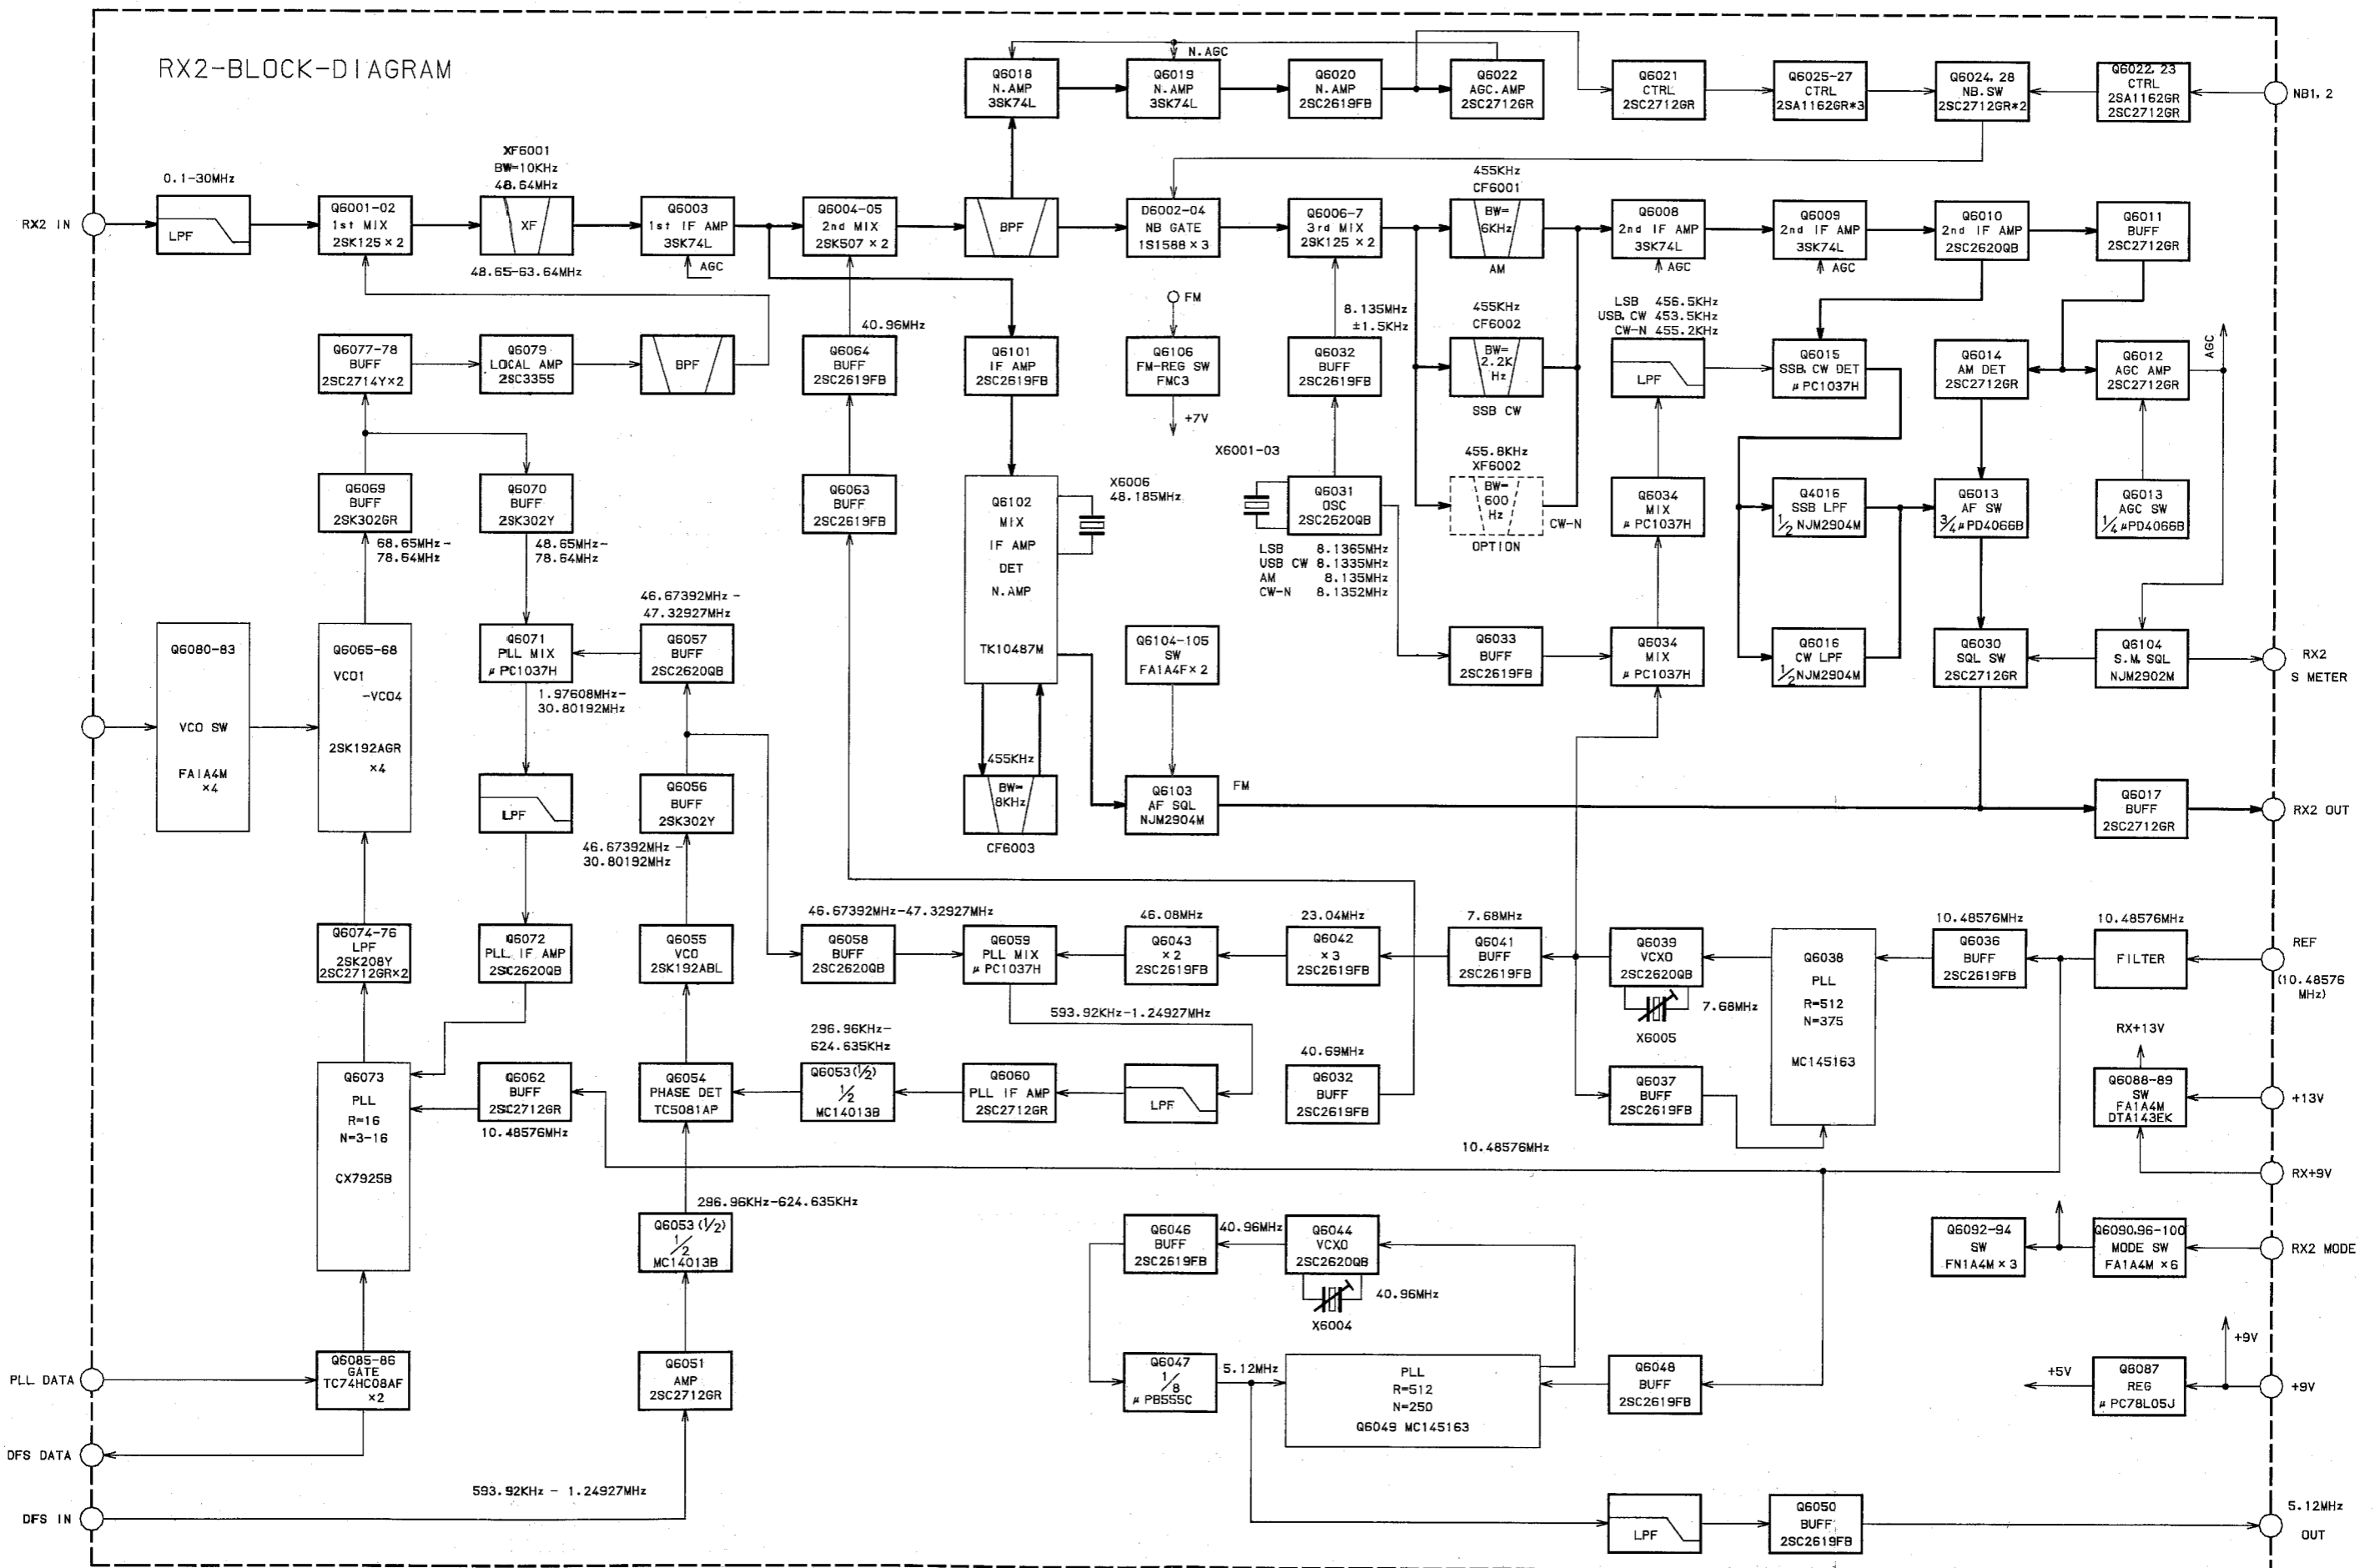 RX2-BLOCK-DIAGRAM
N.AGC
Q6018
N.AMP
3SK74L
Q6019
N.AMP
3SK74L
Q6020
N.AMP
2SC2619FB
Q6022
AGC.AMP
2SC2712GR
Q6021
CTRL
2SC2712GR
Q6025-27
CTRL
2SA1162GR*3
Q6024, 28
NB.SW
2SC2712GR*2
Q6022, 23
CTRL
2SA1162GR
2SC2712GR
NB1, 2
RX2 IN
0.1-30MHz
LPF
Q6001-02
1st MIX
2SK125 × 2
XF6001
BW=10KHz
48.64MHz
XF
48.65-63.64MHz
Q6003
1st IF AMP
3SK74L
AGC
Q6004-05
2nd MIX
2SK507 × 2
BPF
D6002-04
NB GATE
1S1588 × 3
Q6006-7
3rd MIX
2SK125 × 2
455KHz
CF6001
BW=
6KHz
AM
Q6008
2nd IF AMP
3SK74L
AGC
Q6009
2nd IF AMP
3SK74L
AGC
Q6010
2nd IF AMP
2SC2620QB
Q6011
BUFF
2SC2712GR
Q6077-78
BUFF
2SC2714Y×2
Q6079
LOCAL AMP
2SC3355
BPF
40.96MHz
Q6064
BUFF
2SC2619FB
Q6101
IF AMP
2SC2619FB
FM
Q6106
FM-REG SW
FMC3
+7V
8.135MHz
±1.5KHz
Q6032
BUFF
2SC2619FB
455KHz
CF6002
BW=
2.2K
Hz
SSB CW
LSB 456.5KHz
USB.CW 453.5KHz
CW-N 455.2KHz
LPF
Q6015
SSB.CW DET
μPC1037H
Q6014
AM DET
2SC2712GR
Q6012
AGC AMP
2SC2712GR
AGC
Q6069
BUFF
2SK302GR
68.65MHz-
78.64MHz
Q6070
BUFF
2SK302Y
48.65MHz-
78.64MHz
Q6063
BUFF
2SC2619FB
Q6102
MIX
IF AMP
DET
N.AMP
TK10487M
X6006
48.185MHz
X6001-03
Q6031
OSC
2SC2620QB
LSB 8.1365MHz
USB CW 8.1335MHz
AM 8.135MHz
CW-N 8.1352MHz
455.8KHz
XF6002
BW=
600
Hz
CW-N
OPTION
Q6034
MIX
μPC1037H
Q4016
SSB LPF
1/2 NJM2904M
Q6013
AF SW
3/4 μPD4066B
Q6013
AGC SW
1/4 μPD4066B
Q6080-83
VCO SW
FA1A4M
×4
Q6065-68
VCO1
-VCO4
2SK192AGR
×4
Q6071
PLL MIX
μPC1037H
1.97608MHz-
30.80192MHz
46.67392MHz -
47.32927MHz
Q6057
BUFF
2SC2620QB
Q6104-105
SW
FA1A4F×2
Q6033
BUFF
2SC2619FB
Q6034
MIX
μPC1037H
Q6016
CW LPF
1/2 NJM2904M
Q6030
SQL SW
2SC2712GR
Q6104
S.M. SQL
NJM2902M
RX2
S METER
LPF
Q6056
BUFF
2SK302Y
46.67392MHz -
30.80192MHz
455KHz
BW=
8KHz
CF6003
Q6103
AF SQL
NJM2904M
FM
Q6017
BUFF
2SC2712GR
RX2 OUT
Q6074-76
LPF
2SK208Y
2SC2712GR×2
Q6072
PLL IF AMP
2SC2620QB
Q6055
VCO
2SK192ABL
46.67392MHz-47.32927MHz
Q6058
BUFF
2SC2620QB
Q6059
PLL MIX
μPC1037H
46.08MHz
Q6043
× 2
2SC2619FB
23.04MHz
Q6042
× 3
2SC2619FB
7.68MHz
Q6041
BUFF
2SC2619FB
Q6039
VCXO
2SC2620QB
7.68MHz
X6005
Q6038
PLL
R=512
N=375
MC145163
10.48576MHz
Q6036
BUFF
2SC2619FB
10.48576MHz
FILTER
REF
(10.48576
MHz)
593.92KHz-1.24927MHz
Q6073
PLL
R=16
N=3-16
CX7925B
Q6062
BUFF
2SC2712GR
10.48576MHz
Q6054
PHASE DET
TC5081AP
296.96KHz-
624.635KHz
Q6053(1/2)
1/2
MC14013B
Q6060
PLL IF AMP
2SC2712GR
LPF
40.69MHz
Q6032
BUFF
2SC2619FB
Q6037
BUFF
2SC2619FB
10.48576MHz
RX+13V
Q6088-89
SW
FA1A4M
DTA143EK
+13V
RX+9V
296.96KHz-624.635KHz
Q6053(1/2)
1/2
MC14013B
Q6046
BUFF
2SC2619FB
40.96MHz
Q6044
VCXO
2SC2620QB
40.96MHz
X6004
Q6092-94
SW
FN1A4M × 3
Q6090.96-100
MODE SW
FA1A4M ×6
RX2 MODE
PLL DATA
Q6085-86
GATE
TC74HC08AF
×2
Q6051
AMP
2SC2712GR
Q6047
1/8
μPB555C
5.12MHz
PLL
R=512
N=250
Q6049 MC145163
Q6048
BUFF
2SC2619FB
+5V
Q6087
REG
μPC78L05J
+9V
+9V
DFS DATA
593.92KHz - 1.24927MHz
DFS IN
LPF
Q6050
BUFF
2SC2619FB
5.12MHz
OUT